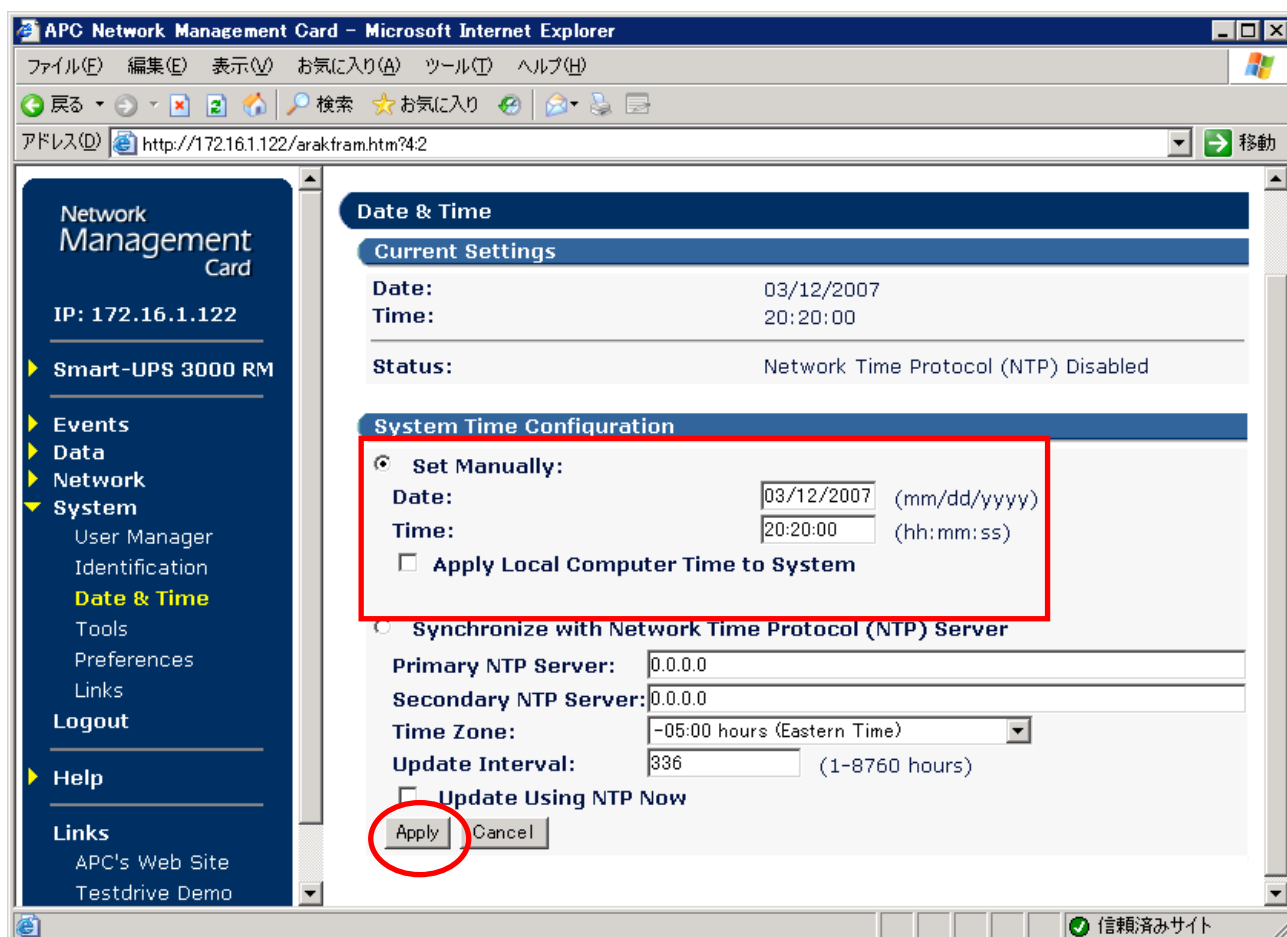 APC Network Management Card - Microsoft Internet Explorer
ファイル(F) 編集(E) 表示(V) お気に入り(A) ツール(T) ヘルプ(H)
戻る 検索 お気に入り
アドレス(D) http://172.16.1.122/arakfram.htm?4:2 移動
Network
Management
Card
IP: 172.16.1.122
Smart-UPS 3000 RM
Events
Data
Network
System
User Manager
Identification
Date & Time
Tools
Preferences
Links
Logout
Help
Links
APC's Web Site
Testdrive Demo
Date & Time
Current Settings
Date: 03/12/2007
Time: 20:20:00
Status: Network Time Protocol (NTP) Disabled
System Time Configuration
Set Manually:
Date: 03/12/2007 (mm/dd/yyyy)
Time: 20:20:00 (hh:mm:ss)
Apply Local Computer Time to System
Synchronize with Network Time Protocol (NTP) Server
Primary NTP Server: 0.0.0.0
Secondary NTP Server: 0.0.0.0
Time Zone: -05:00 hours (Eastern Time)
Update Interval: 336 (1-8760 hours)
Update Using NTP Now
Apply Cancel
信頼済みサイト